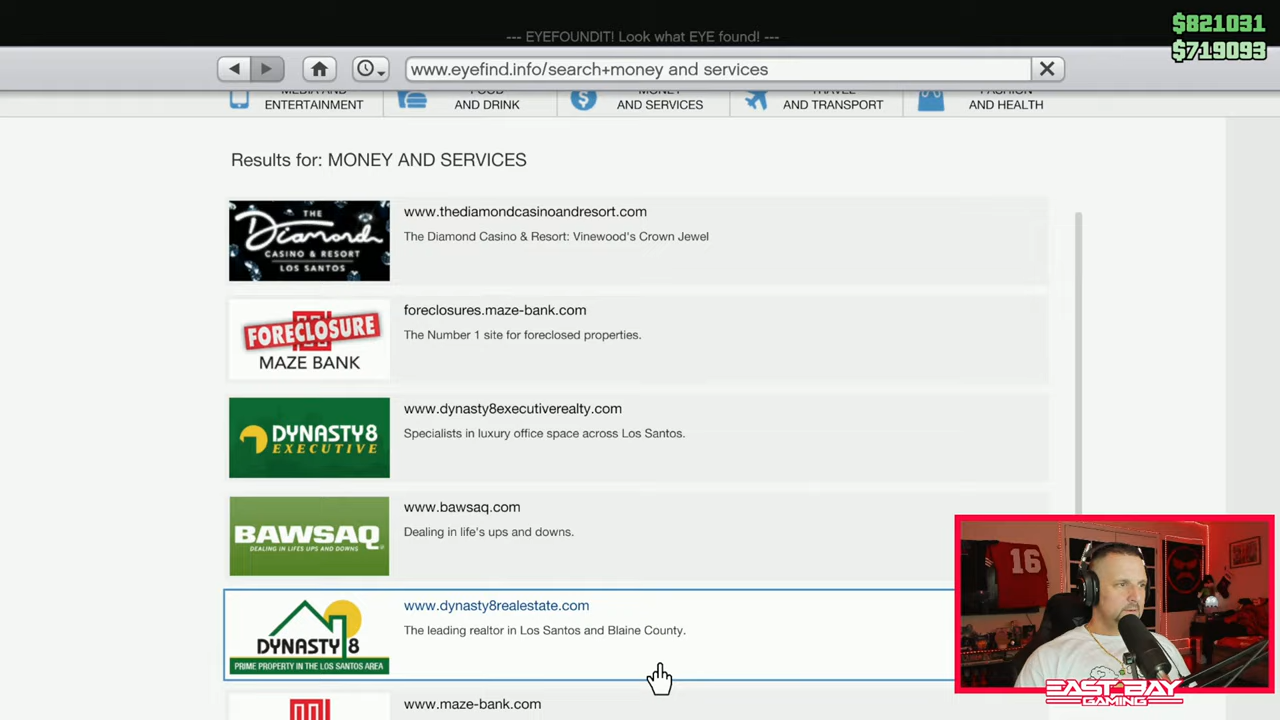 $821031
$719093
--- EYEFOUNDIT! Look what EYE found! ---
www.eyefind.info/search+money and services
MEDIA AND
ENTERTAINMENT
FOOD
AND DRINK
MONEY
AND SERVICES
TRAVEL
AND TRANSPORT
FASHION
AND HEALTH
Results for: MONEY AND SERVICES
THE
Diamond
CASINO & RESORT
LOS SANTOS
www.thediamondcasinoandresort.com
The Diamond Casino & Resort: Vinewood's Crown Jewel
FORECLOSURE
MAZE BANK
foreclosures.maze-bank.com
The Number 1 site for foreclosed properties.
DYNASTY8
EXECUTIVE
www.dynasty8executiverealty.com
Specialists in luxury office space across Los Santos.
BAWSAQ
DEALING IN LIFE'S UPS AND DOWNS
www.bawsaq.com
Dealing in life's ups and downs.
DYNASTY 8
PRIME PROPERTY IN THE LOS SANTOS AREA
www.dynasty8realestate.com
The leading realtor in Los Santos and Blaine County.
www.maze-bank.com
16
EAST BAY
GAMING